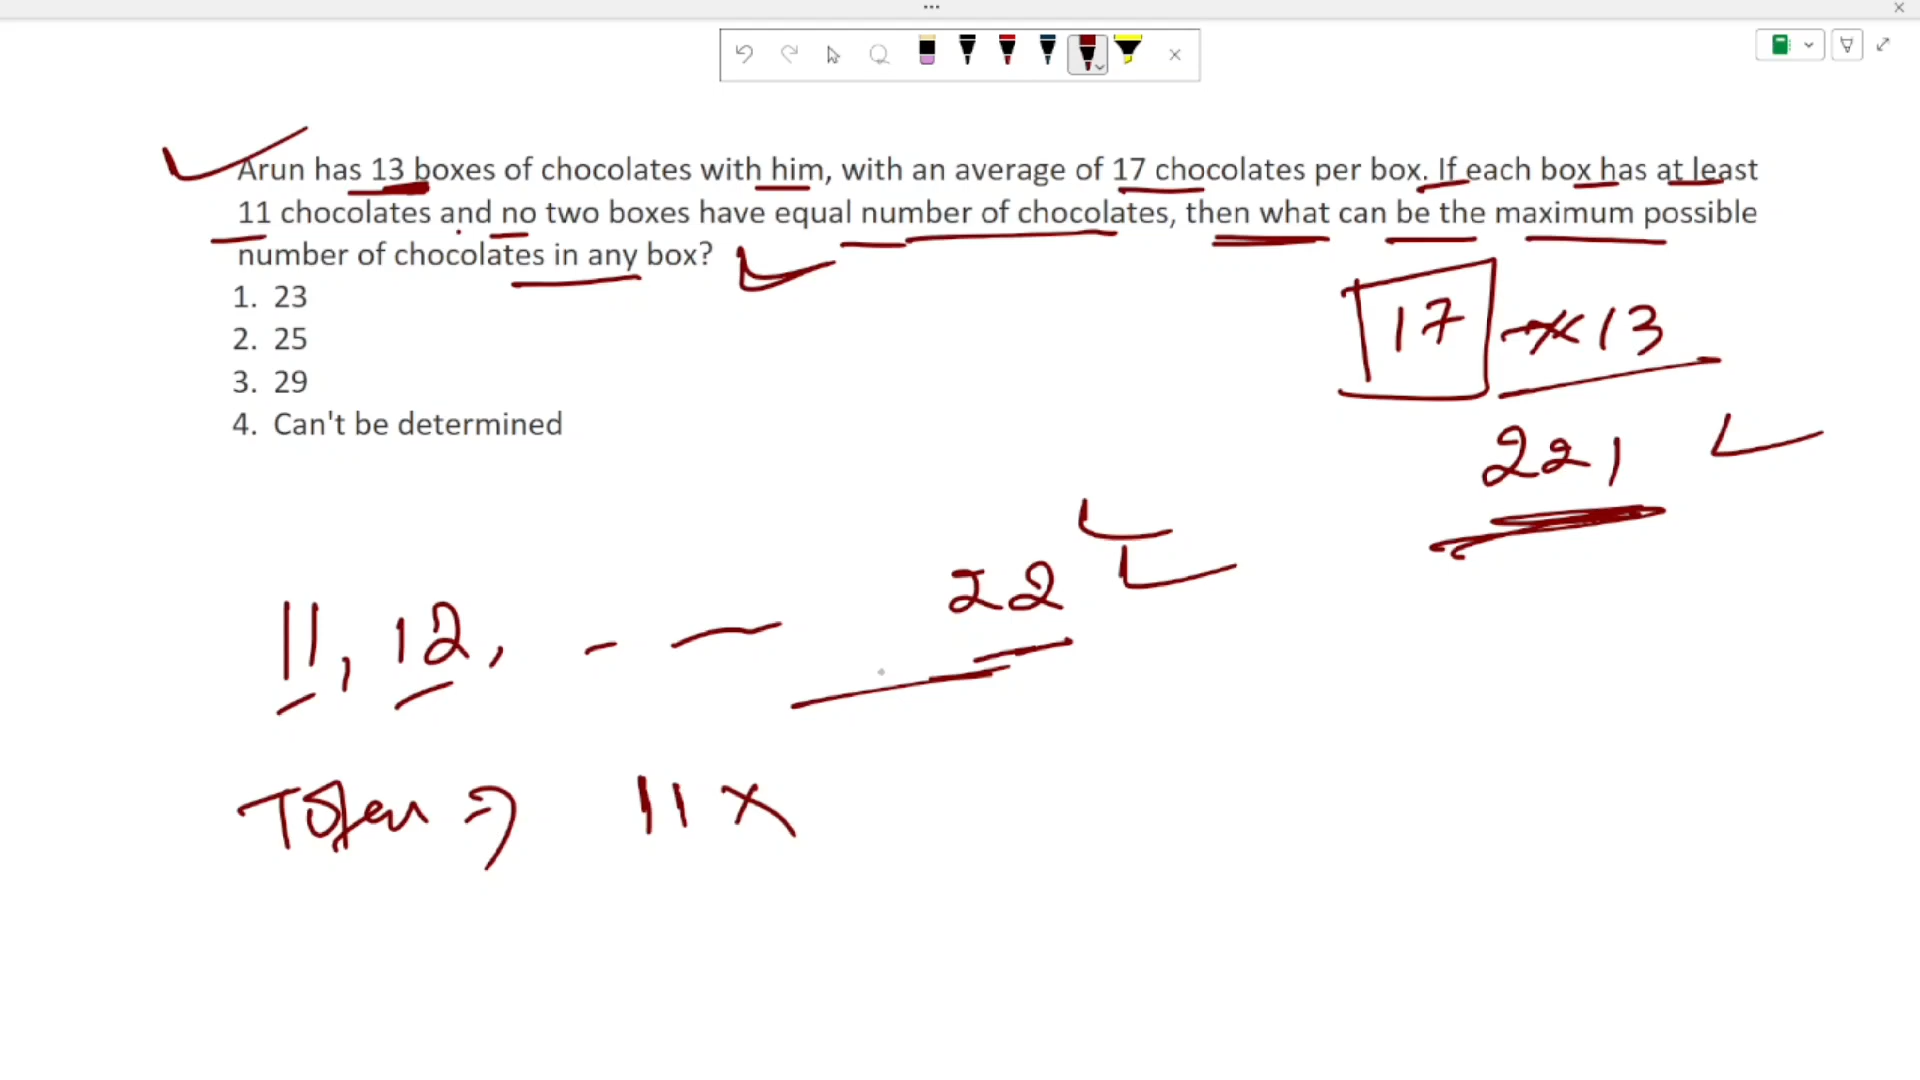 Arun has 13 boxes of chocolates with him, with an average of 17 chocolates per box. If each box has at least
11 chocolates and no two boxes have equal number of chocolates, then what can be the maximum possible
number of chocolates in any box?
1. 23
2. 25
3. 29
4. Can't be determined
17 × 13
221
11, 12, - — 22
⇒ 11 ×